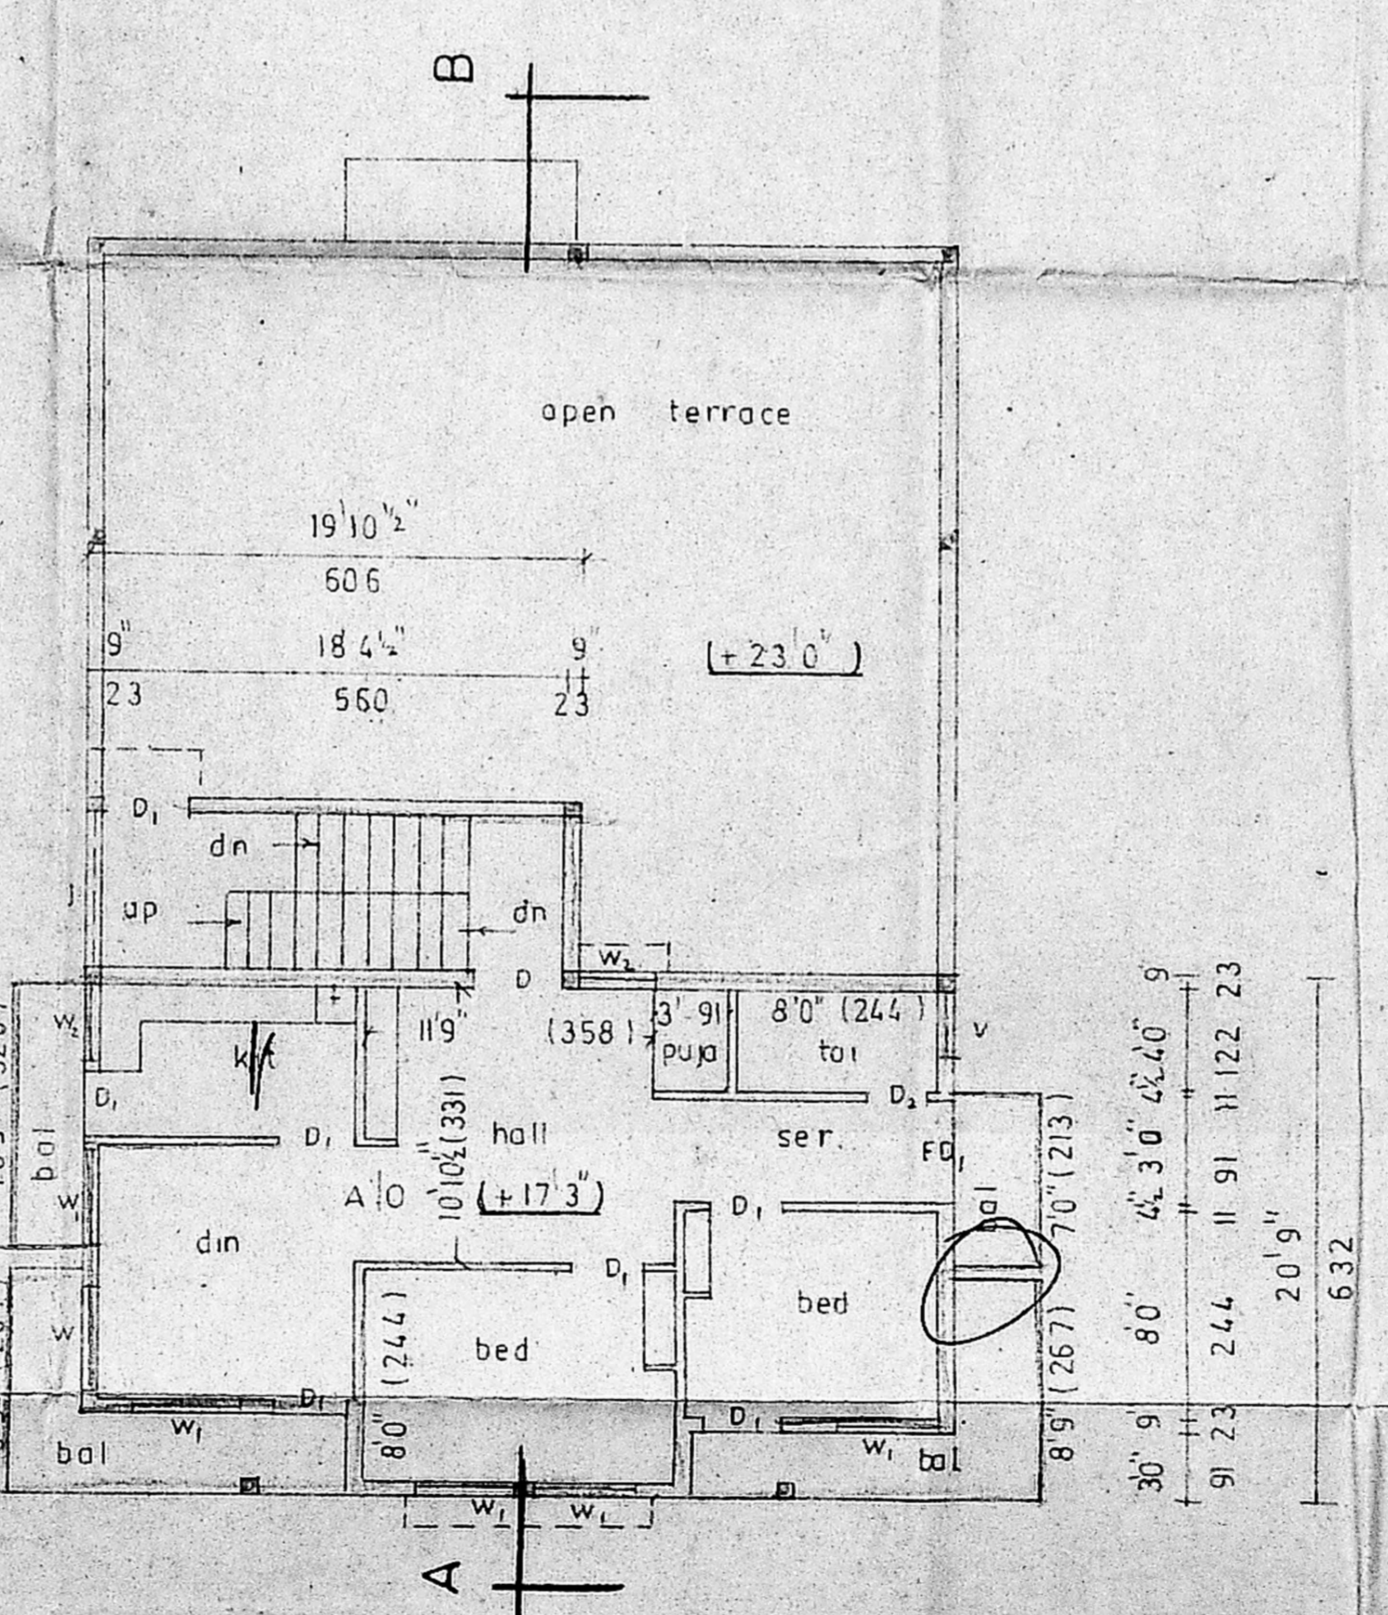 B
open terrace
19'10½"
606
9" 18'4½" 9"
(+23'0")
23 560 23
D₁
dn
up
dn
W₂
D
9
23
W₂
11'9"
(358)
3'-91
8'0" (244)
V
kit
puja
toi
4½" 4'0"
11 122
D₁
D₂
10'10½" (331)
D₁
hall
ser.
FD₁
7'0" (213)
3'0"
91
bal
W₁
A
(+17'3")
D₁
bal
4½"
11
din
D₁
20'9"
632
bed
8'0"
244
W
bed
8'0" (244)
8'9" (267)
D₁
D₁
9"
23
W₁
W₁
bal
bal
3'0"
91
W₁ W₁
A